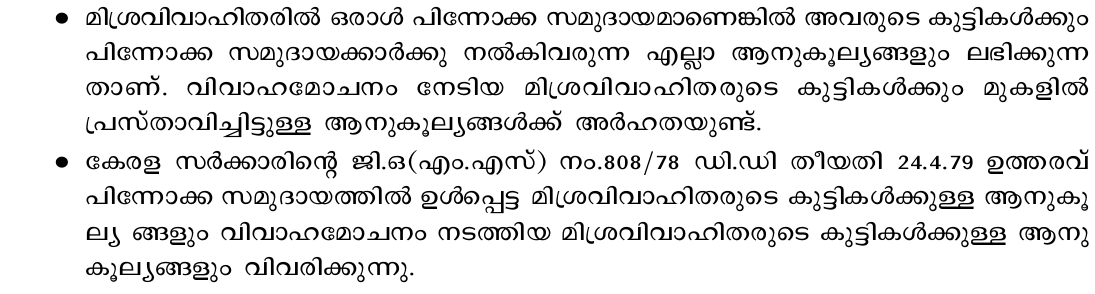 • മിശ്രവിവാഹിതരിൽ ഒരാൾ പിന്നോക്ക സമുദായമാണെങ്കിൽ അവരുടെ കുട്ടികൾക്കും
പിന്നോക്ക സമുദായക്കാർക്കു നൽകിവരുന്ന എല്ലാ ആനുകൂല്യങ്ങളും ലഭിക്കുന്ന
താണ്. വിവാഹമോചനം നേടിയ മിശ്രവിവാഹിതരുടെ കുട്ടികൾക്കും മുകളിൽ
പ്രസ്താവിച്ചിട്ടുള്ള ആനുകൂല്യങ്ങൾക്ക് അർഹതയുണ്ട്.
• കേരള സർക്കാരിന്റെ ജി.ഒ(എം.എസ്) നം.808/78 ഡി.ഡി തീയതി 24.4.79 ഉത്തരവ്
പിന്നോക്ക സമുദായത്തിൽ ഉൾപ്പെട്ട മിശ്രവിവാഹിതരുടെ കുട്ടികൾക്കുള്ള ആനുകൂ
ല്യ ങ്ങളും വിവാഹമോചനം നടത്തിയ മിശ്രവിവാഹിതരുടെ കുട്ടികൾക്കുള്ള ആനു
കൂല്യങ്ങളും വിവരിക്കുന്നു.